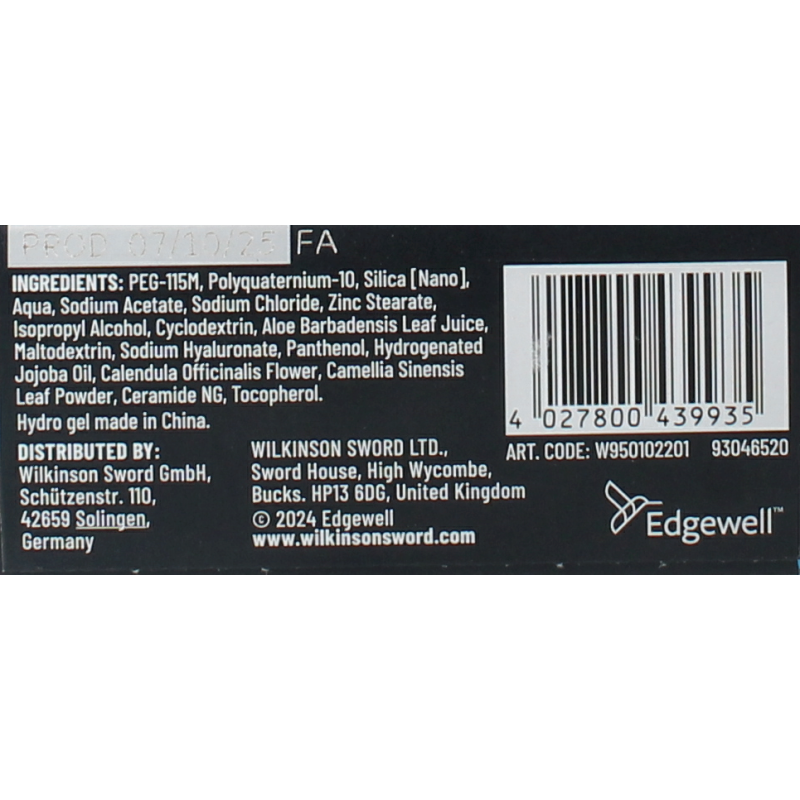 PROD 07/10/25 FA
INGREDIENTS: PEG-115M, Polyquaternium-10, Silica [Nano],
Aqua, Sodium Acetate, Sodium Chloride, Zinc Stearate,
Isopropyl Alcohol, Cyclodextrin, Aloe Barbadensis Leaf Juice,
Maltodextrin, Sodium Hyaluronate, Panthenol, Hydrogenated
Jojoba Oil, Calendula Officinalis Flower, Camellia Sinensis
Leaf Powder, Ceramide NG, Tocopherol.
Hydro gel made in China.
DISTRIBUTED BY:
Wilkinson Sword GmbH,
Schützenstr. 110,
42659 Solingen,
Germany
WILKINSON SWORD LTD.,
Sword House, High Wycombe,
Bucks. HP13 6DG, United Kingdom
© 2024 Edgewell
www.wilkinsonsword.com
4 027800 439935
ART. CODE: W950102201 93046520
Edgewell™